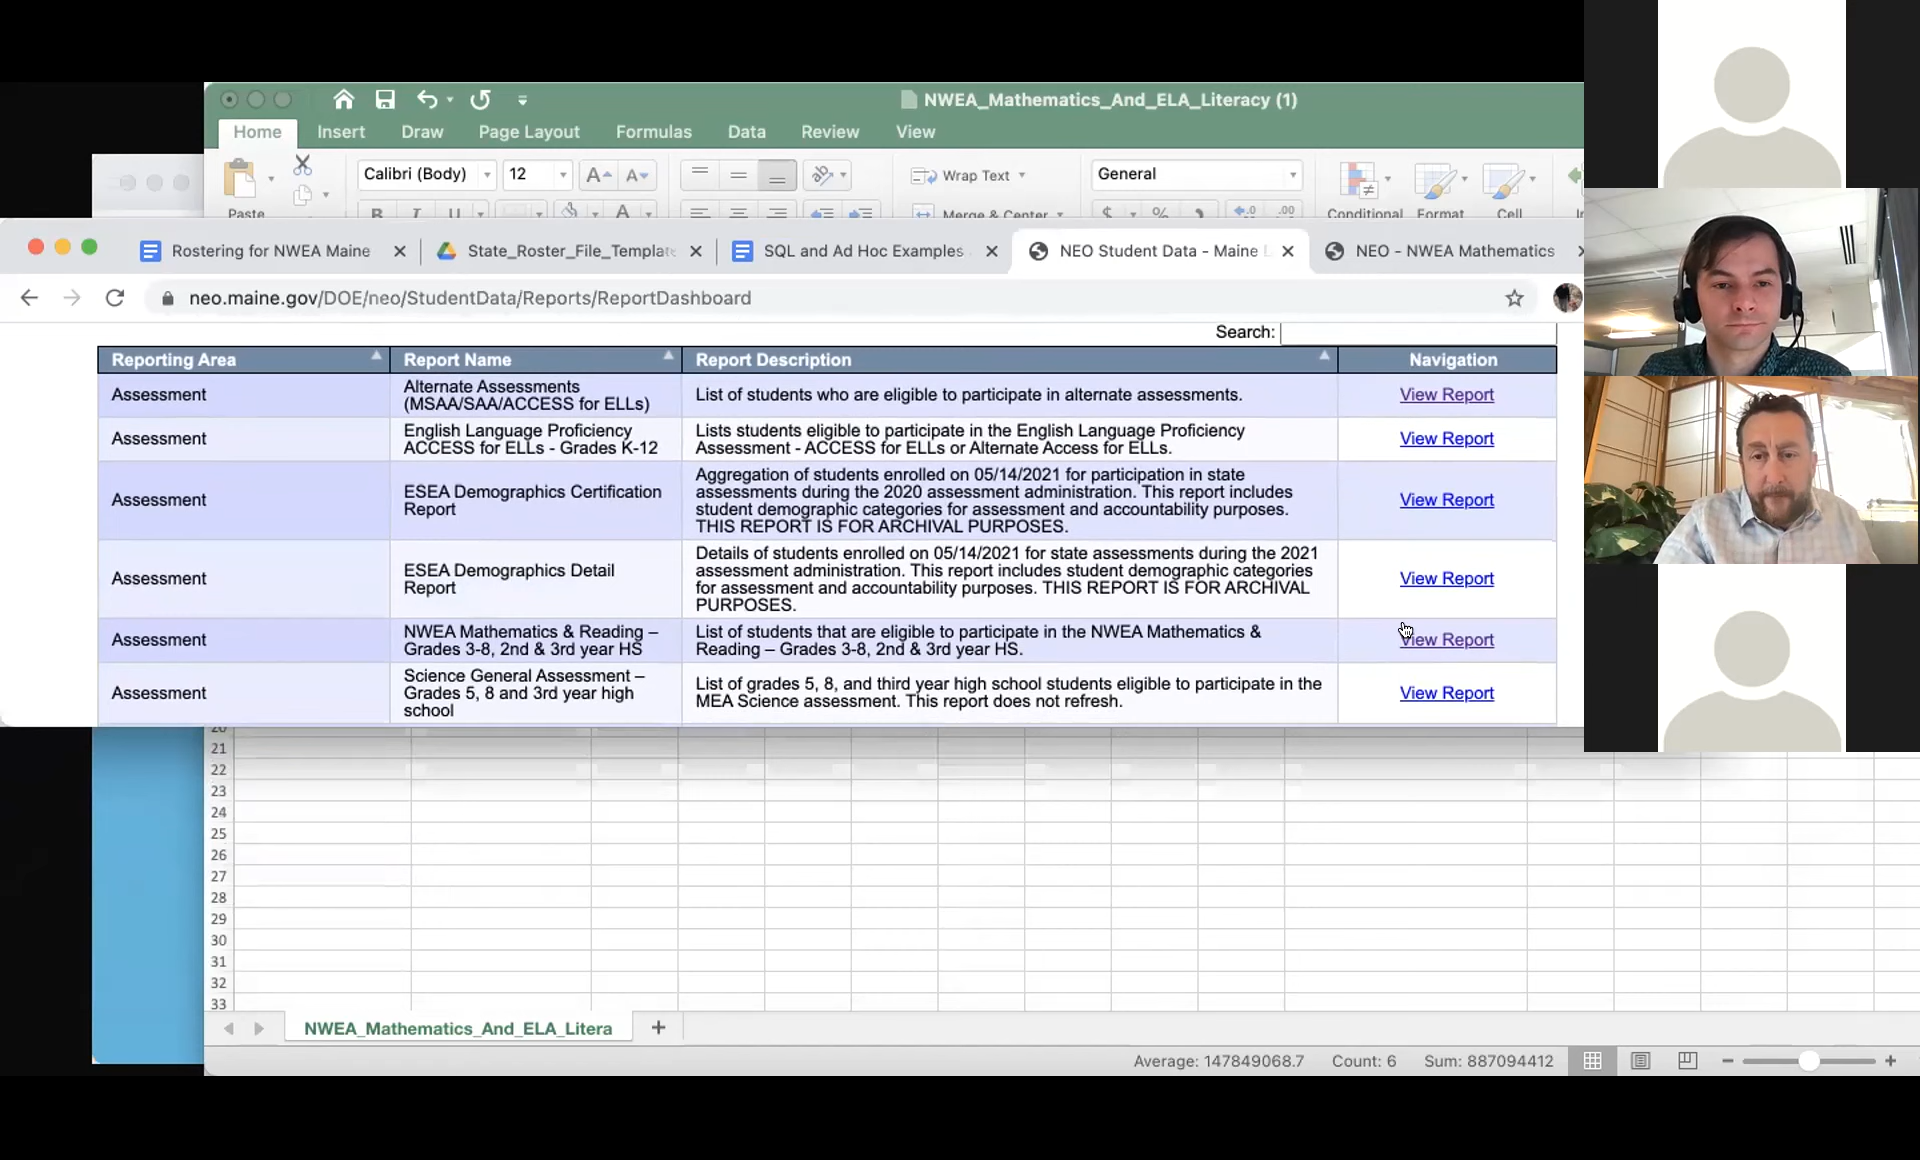 NWEA_Mathematics_And_ELA_Literacy (1)
Home Insert Draw Page Layout Formulas Data Review View
Calibri (Body) 12 A A Wrap Text General
Paste B I U A Merge & Center $ % Conditional Format Cell
Rostering for NWEA Maine State_Roster_File_Template SQL and Ad Hoc Examples NEO Student Data - Maine NEO - NWEA Mathematics
neo.maine.gov/DOE/neo/StudentData/Reports/ReportDashboard
Search:
Reporting Area Report Name Report Description Navigation
Assessment
Alternate Assessments
(MSAA/SAA/ACCESS for ELLs)
List of students who are eligible to participate in alternate assessments.
View Report
Assessment
English Language Proficiency
ACCESS for ELLs - Grades K-12
Lists students eligible to participate in the English Language Proficiency
Assessment - ACCESS for ELLs or Alternate Access for ELLs.
View Report
Assessment
ESEA Demographics Certification
Report
Aggregation of students enrolled on 05/14/2021 for participation in state
assessments during the 2020 assessment administration. This report includes
student demographic categories for assessment and accountability purposes.
THIS REPORT IS FOR ARCHIVAL PURPOSES.
View Report
Assessment
ESEA Demographics Detail
Report
Details of students enrolled on 05/14/2021 for state assessments during the 2021
assessment administration. This report includes student demographic categories
for assessment and accountability purposes. THIS REPORT IS FOR ARCHIVAL
PURPOSES.
View Report
Assessment
NWEA Mathematics & Reading –
Grades 3-8, 2nd & 3rd year HS
List of students that are eligible to participate in the NWEA Mathematics &
Reading – Grades 3-8, 2nd & 3rd year HS.
View Report
Assessment
Science General Assessment –
Grades 5, 8 and 3rd year high
school
List of grades 5, 8, and third year high school students eligible to participate in the
MEA Science assessment. This report does not refresh.
View Report
20
21
22
23
24
25
26
27
28
29
30
31
32
33
NWEA_Mathematics_And_ELA_Litera +
Average: 147849068.7 Count: 6 Sum: 887094412